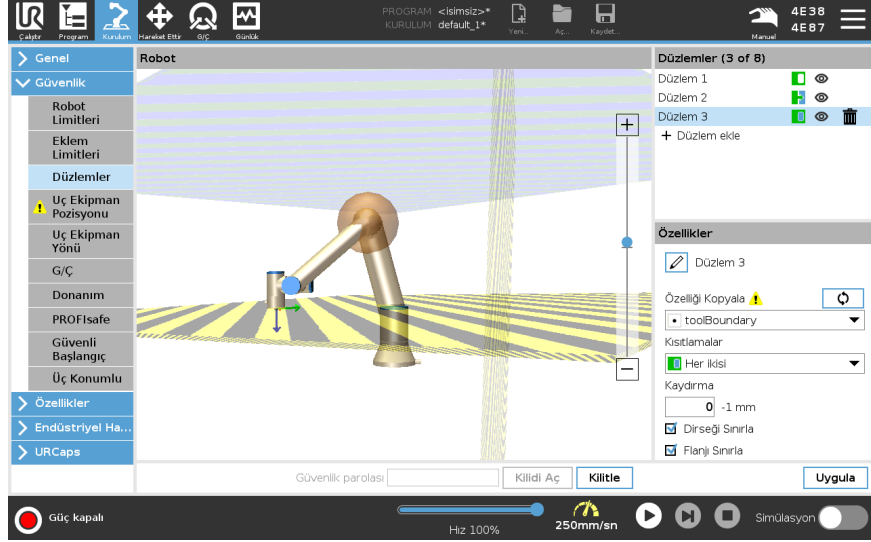 PROGRAM <isimsiz>*
KURULUM default_1*
Çalıştır Program Kurulum Hareket Ettir G/Ç Günlük
Yeni... Aç... Kaydet...
Manuel
4E38
4E87
Genel
Güvenlik
Robot
Limitleri
Eklem
Limitleri
Düzlemler
Uç Ekipman
Pozisyonu
Uç Ekipman
Yönü
G/Ç
Donanım
PROFIsafe
Güvenli
Başlangıç
Üç Konumlu
Özellikler
Endüstriyel Ha...
URCaps
Robot
Düzlemler (3 of 8)
Düzlem 1
Düzlem 2
Düzlem 3
+ Düzlem ekle
Özellikler
Düzlem 3
Özelliği Kopyala
toolBoundary
Kısıtlamalar
Her ikisi
Kaydırma
0 -1 mm
Dirseği Sınırla
Flanjı Sınırla
Güvenlik parolası Kilidi Aç Kilitle
Uygula
Güç kapalı
Hız 100%
250mm/sn
Simülasyon